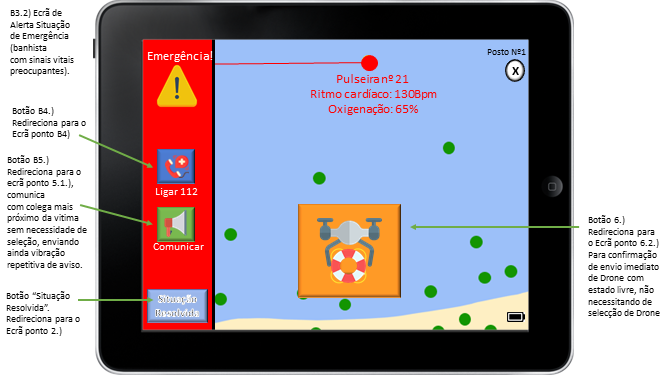 B3.2) Ecrã de
Alerta Situação
de Emergência
(banhista
com sinais vitais
preocupantes).
Botão B4.)
Redireciona para o
Ecrã ponto B4)
Botão B5.)
Redireciona para o
ecrã ponto 5.1.),
comunica
com colega mais
próximo da vitima
sem necessidade de
seleção, enviando
ainda vibração
repetitiva de aviso.
Botão “Situação
Resolvida”.
Redireciona para o
Ecrã ponto 2.)
Emergência!
Ligar 112
Comunicar
Situação
Resolvida
Posto Nº1
X
Pulseira nº 21
Ritmo cardíaco: 130Bpm
Oxigenação: 65%
Botão 6.)
Redireciona para
o Ecrã ponto 6.2.)
Para confirmação
de envio imediato
de Drone com
estado livre, não
necessitando de
selecção de Drone